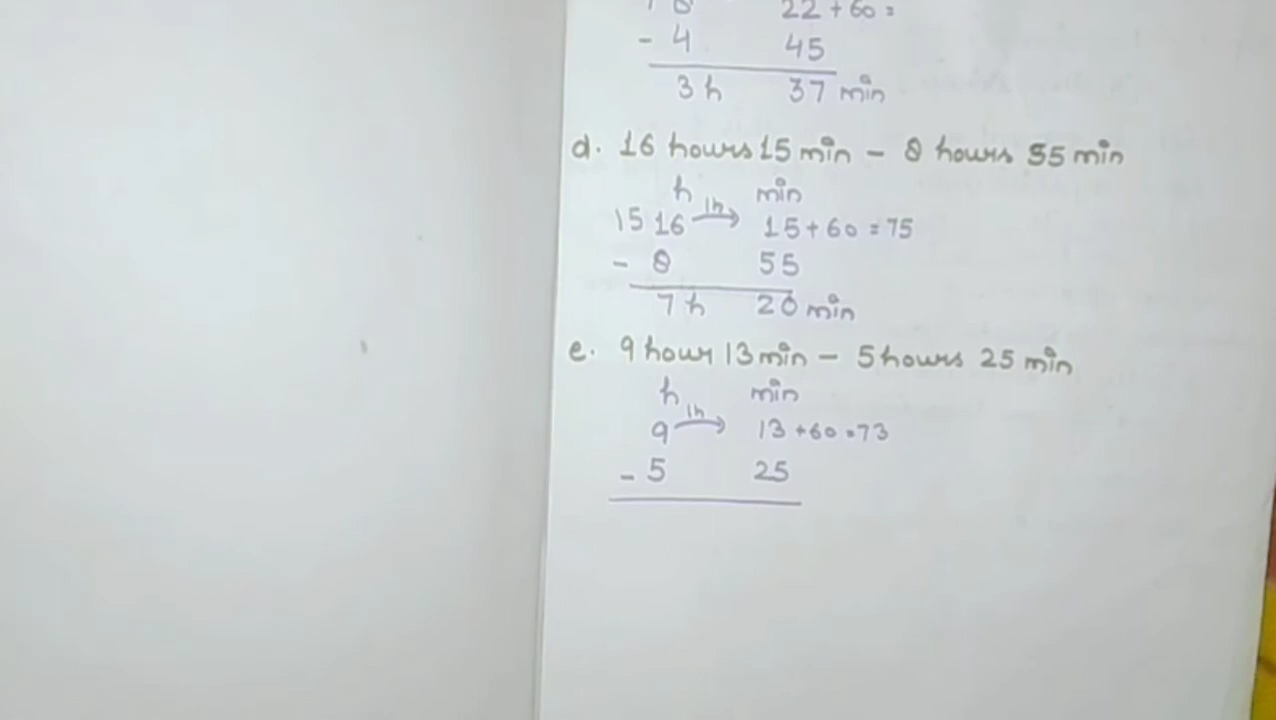 8 22 + 60 =
- 4 45
3 h 37 min
d. 16 hours 15 min - 8 hours 55 min
h min
15 16 1h→ 15 + 60 = 75
- 8 55
7 h 20 min
e. 9 hour 13 min - 5 hours 25 min
h min
9 1h→ 13 + 60 = 73
- 5 25